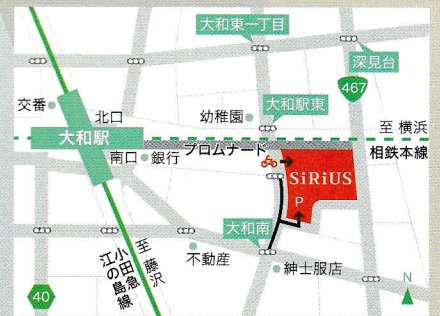 大和東一丁目
深見台
467
交番
北口
幼稚園
大和駅東
大和駅
至 横浜
プロムナード
相鉄本線
南口
銀行
SiRiUS
P
大和南
至 藤沢
小田急
江の島線
不動産
紳士服店
40
N